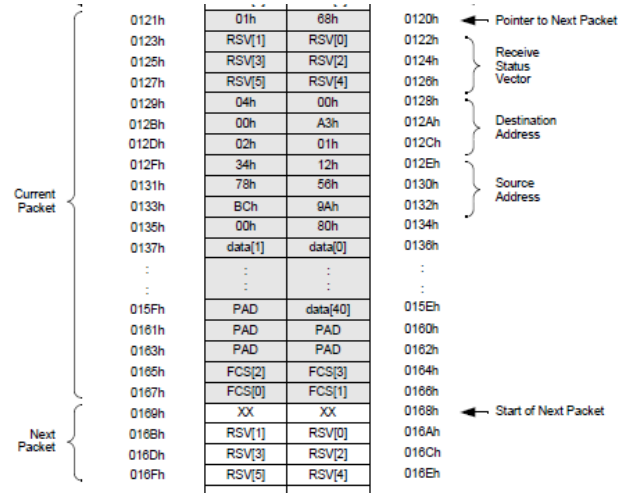 0121h 01h 68h 0120h Pointer to Next Packet
0123h RSV[1] RSV[0] 0122h
0125h RSV[3] RSV[2] 0124h Receive Status Vector
0127h RSV[5] RSV[4] 0126h
0129h 04h 00h 0128h
012Bh 00h A3h 012Ah Destination Address
012Dh 02h 01h 012Ch
012Fh 34h 12h 012Eh
0131h 78h 56h 0130h Source Address
Current Packet 0133h BCh 9Ah 0132h
0135h 00h 80h 0134h
0137h data[1] data[0] 0136h
: : : :
: : : :
015Fh PAD data[40] 015Eh
0161h PAD PAD 0160h
0163h PAD PAD 0162h
0165h FCS[2] FCS[3] 0164h
0167h FCS[0] FCS[1] 0166h
0169h XX XX 0168h Start of Next Packet
Next Packet 016Bh RSV[1] RSV[0] 016Ah
016Dh RSV[3] RSV[2] 016Ch
016Fh RSV[5] RSV[4] 016Eh